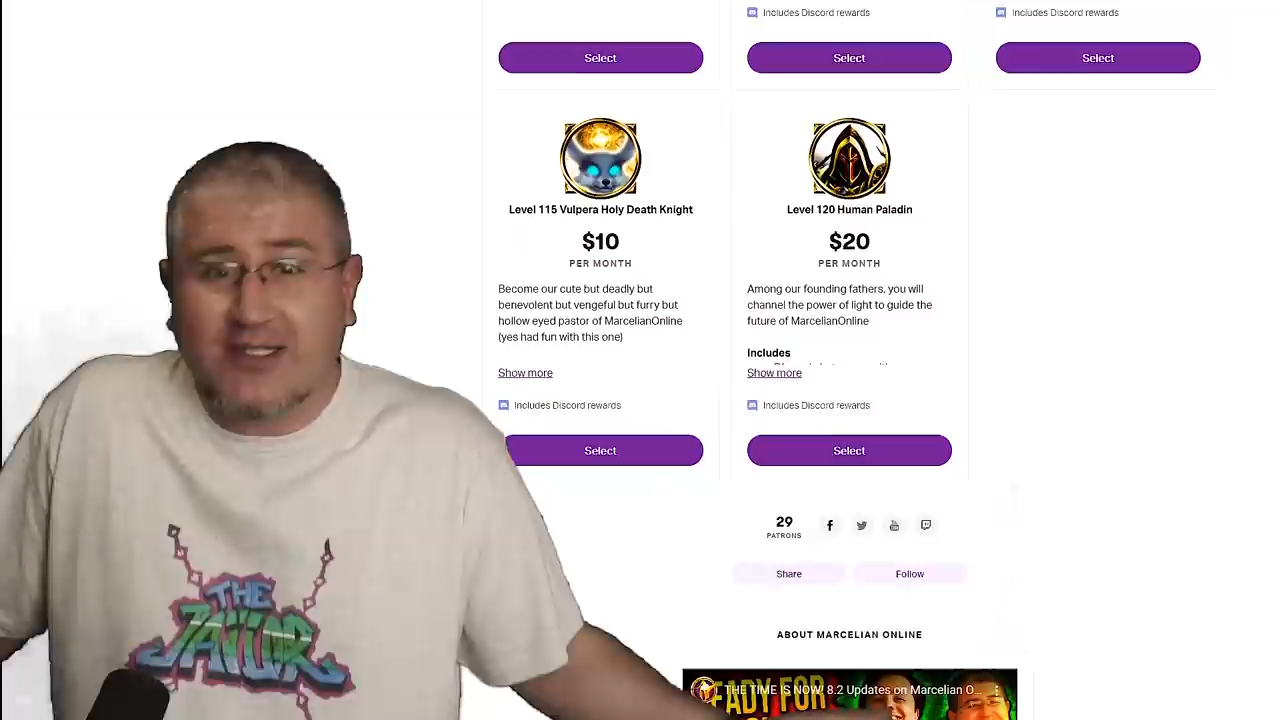 Includes Discord rewards
Includes Discord rewards
Select
Select
Select
Level 115 Vulpera Holy Death Knight
$10
PER MONTH
Become our cute but deadly but
benevolent but vengeful but furry but
hollow eyed pastor of MarcelianOnline
(yes had fun with this one)
Show more
Includes Discord rewards
Select
Level 120 Human Paladin
$20
PER MONTH
Among our founding fathers, you will
channel the power of light to guide the
future of MarcelianOnline
Includes
Show more
Includes Discord rewards
Select
29
PATRONS
Share
Follow
ABOUT MARCELIAN ONLINE
THE TIME IS NOW! 8.2 Updates on Marcelian O...
EADY FOR
THE
JAILOR